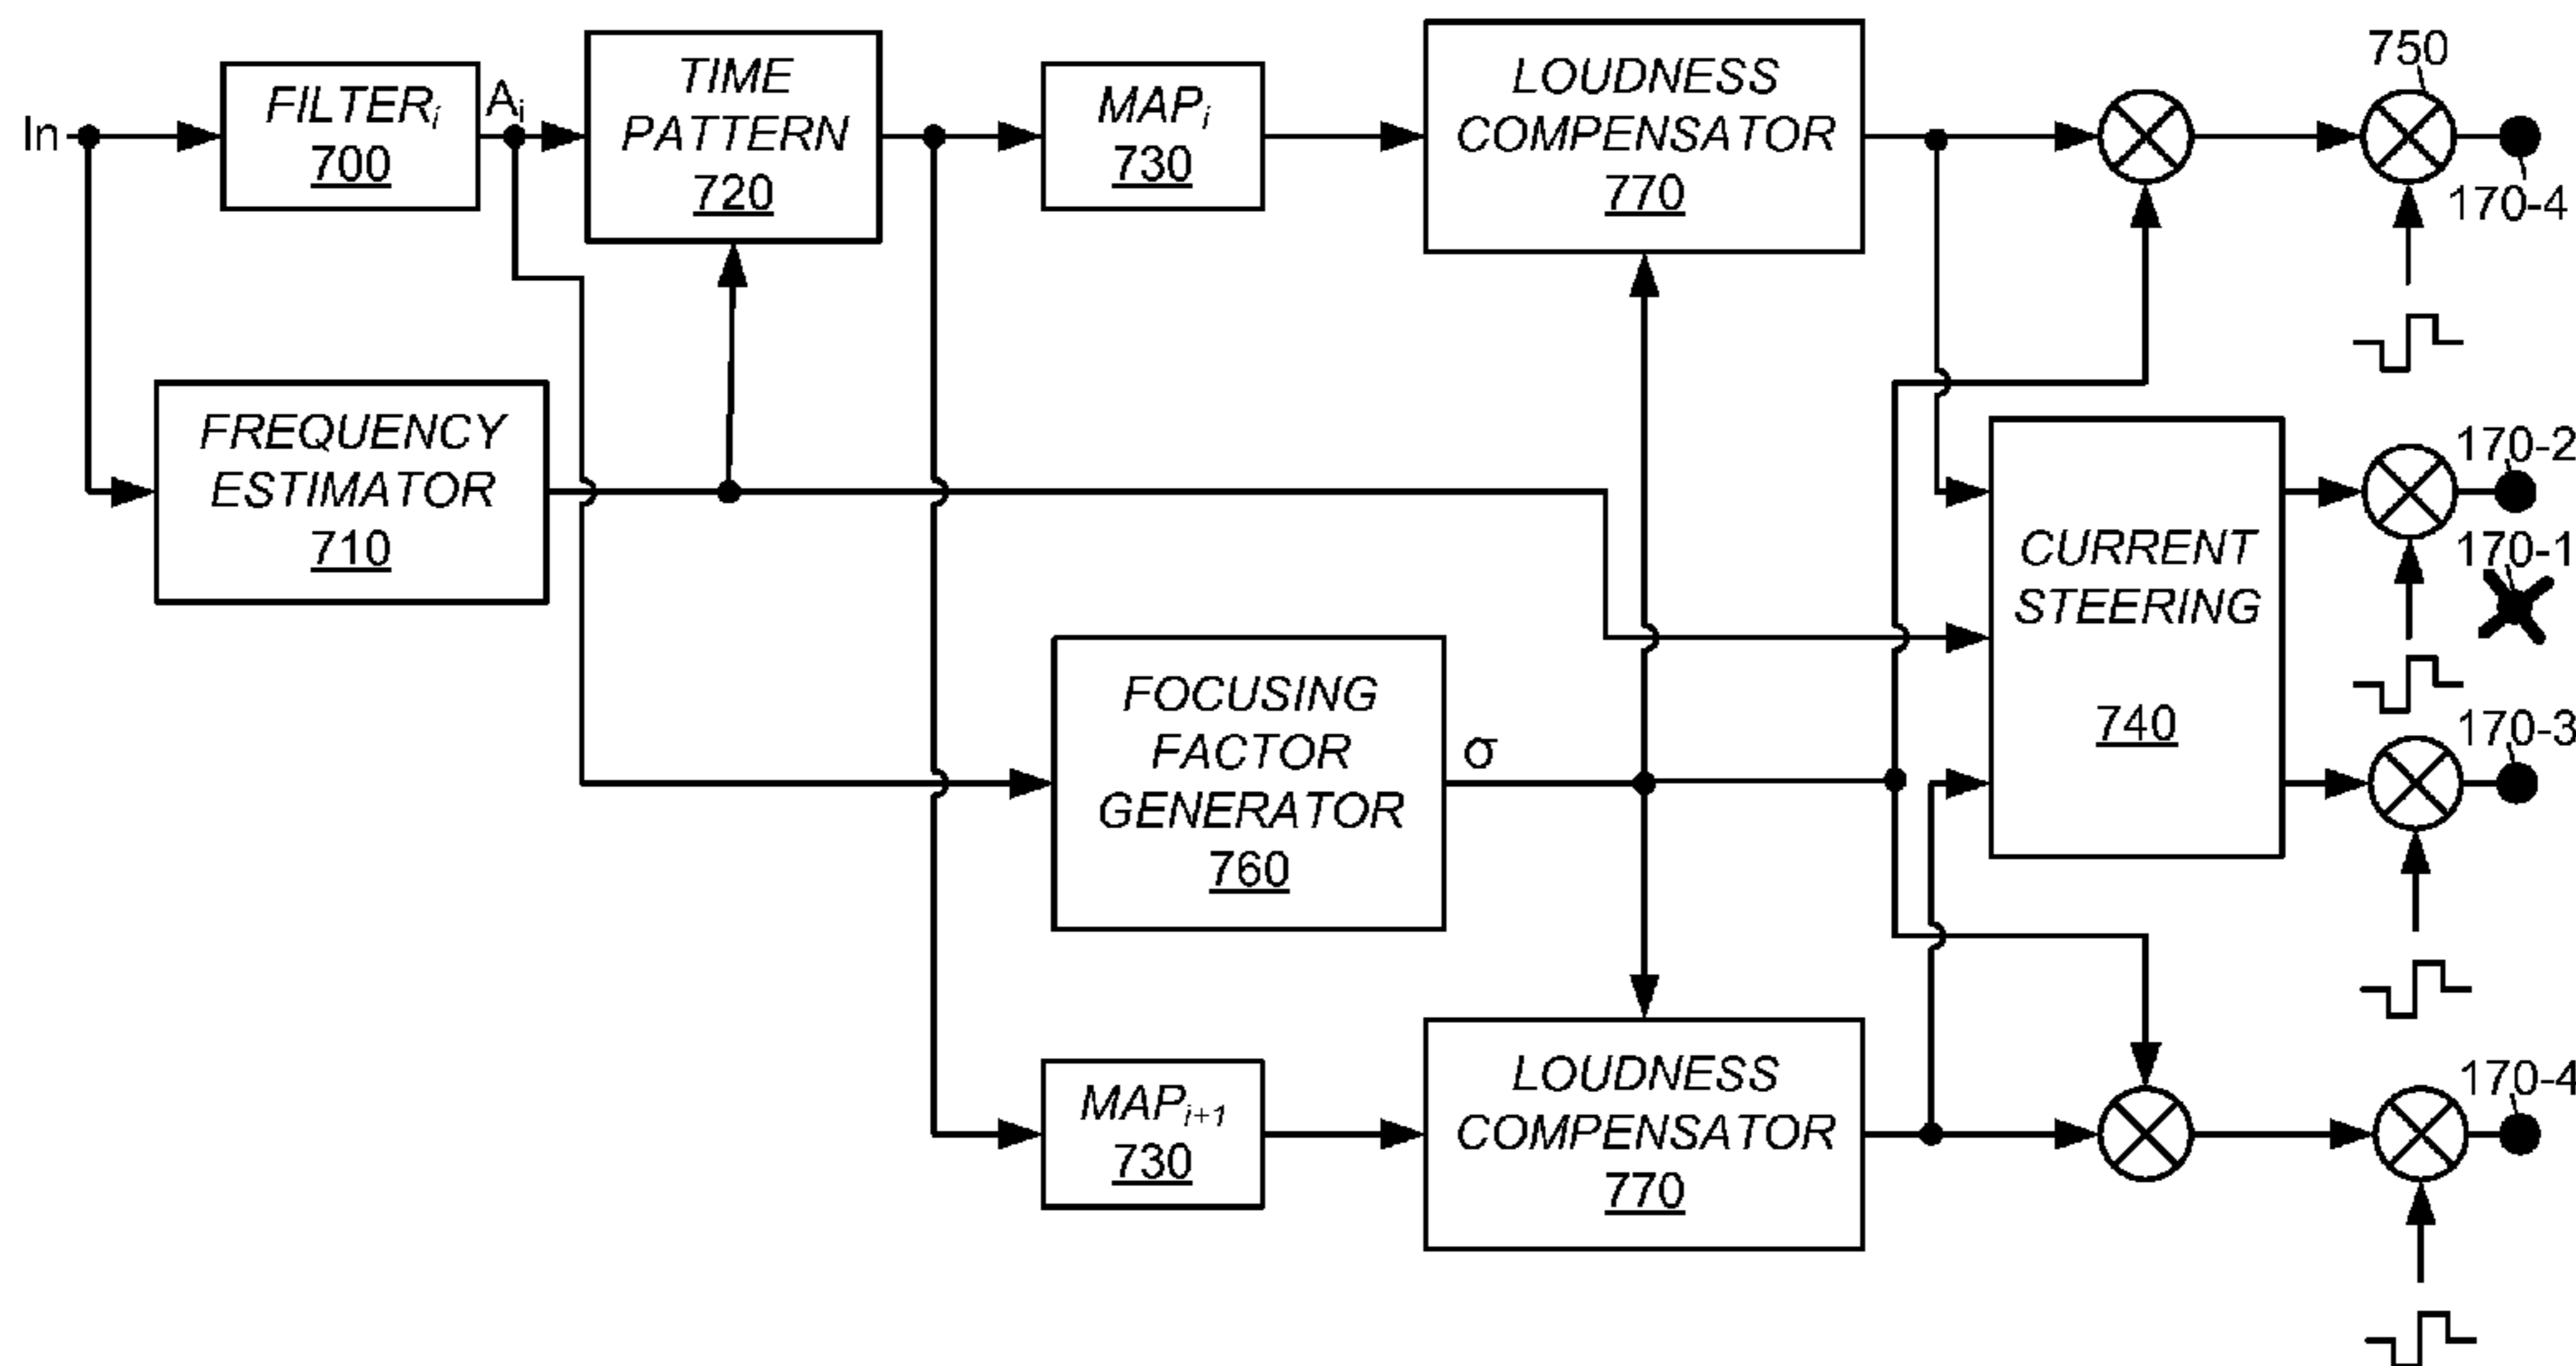 In
FILTERi
700
Ai
TIME
PATTERN
720
MAPi
730
LOUDNESS
COMPENSATOR
770
750
170-4
FREQUENCY
ESTIMATOR
710
170-2
170-1
CURRENT
STEERING
740
FOCUSING
FACTOR
GENERATOR
760
σ
170-3
MAPi+1
730
LOUDNESS
COMPENSATOR
770
170-4